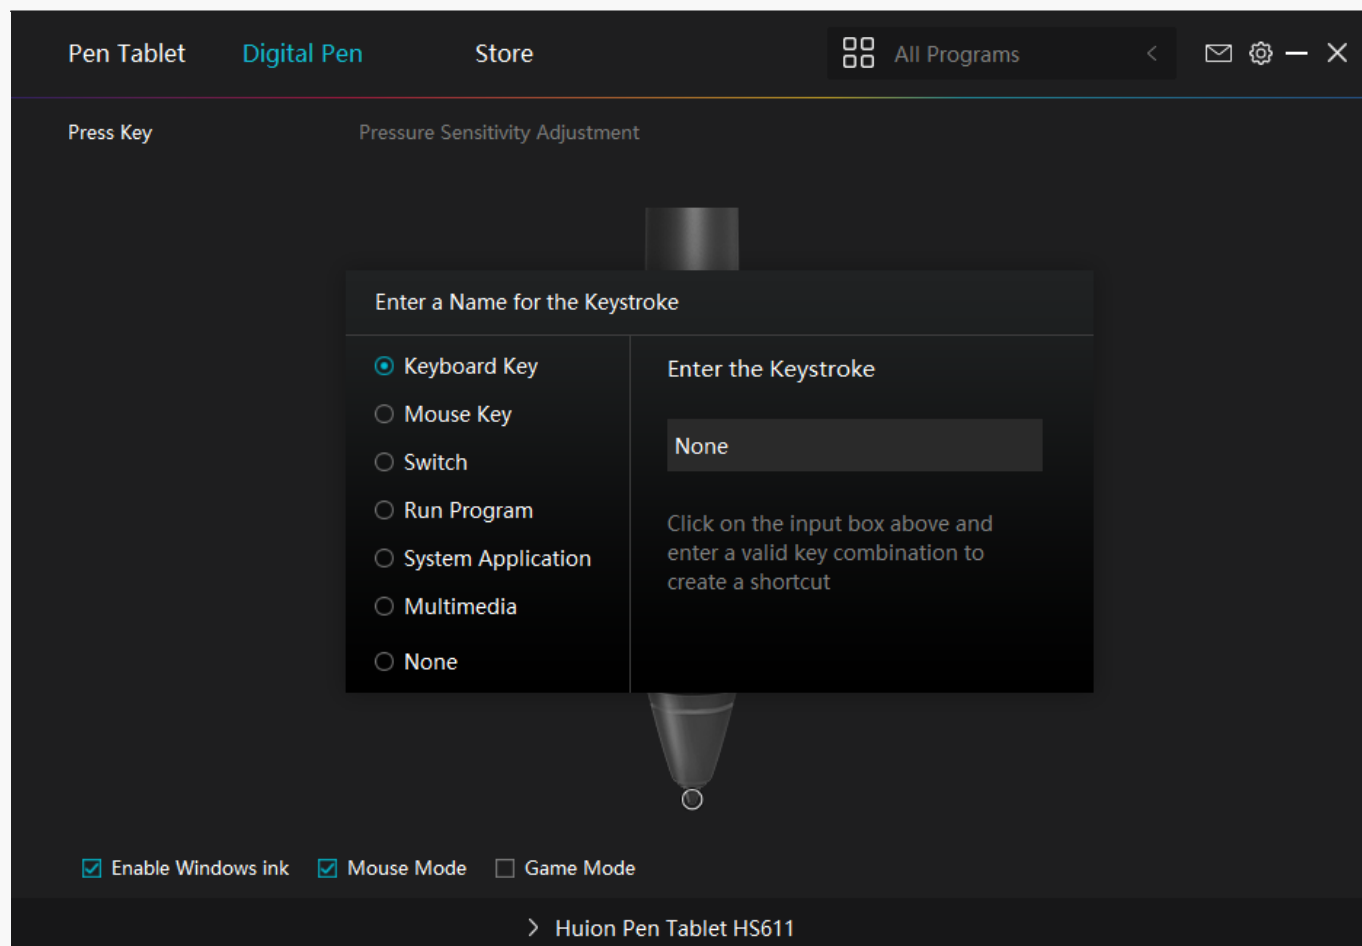 Pen Tablet Digital Pen Store All Programs
Press Key Pressure Sensitivity Adjustment
Enter a Name for the Keystroke
Keyboard Key
Mouse Key
Switch
Run Program
System Application
Multimedia
None
Enter the Keystroke
None
Click on the input box above and
enter a valid key combination to
create a shortcut
Enable Windows ink Mouse Mode Game Mode
Huion Pen Tablet HS611